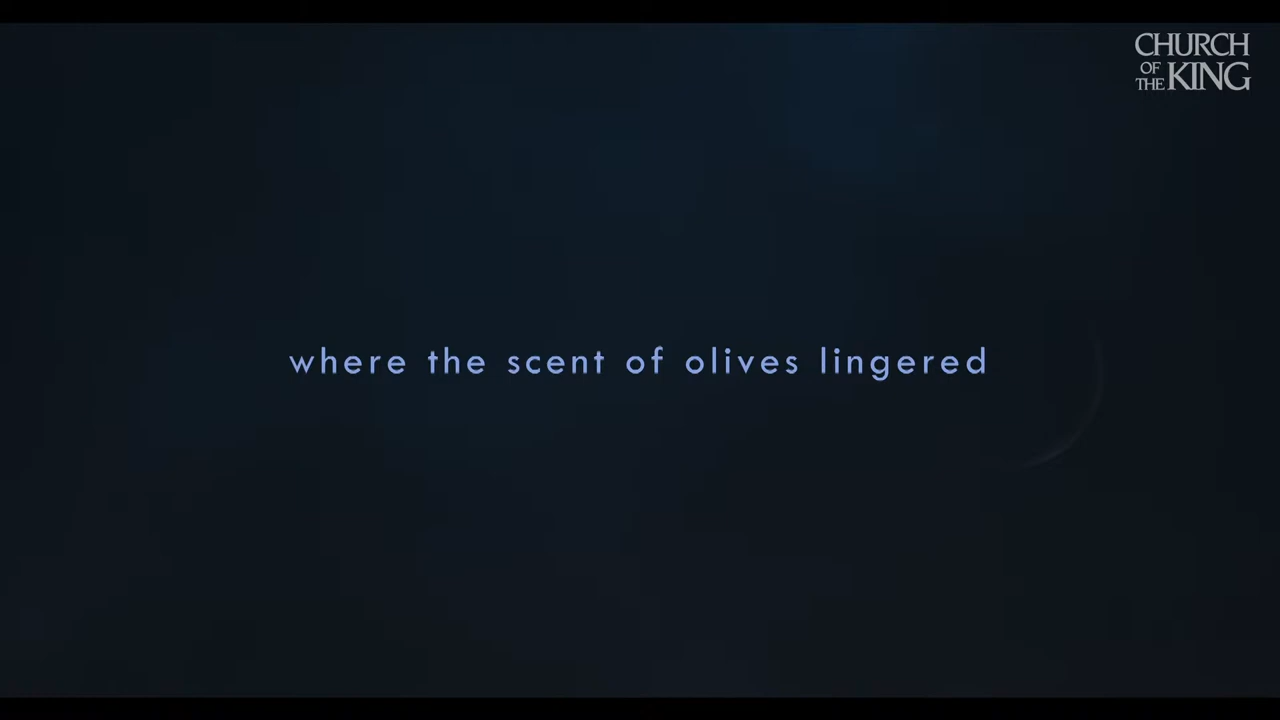 CHURCH
OF
THE KING
where the scent of olives lingered